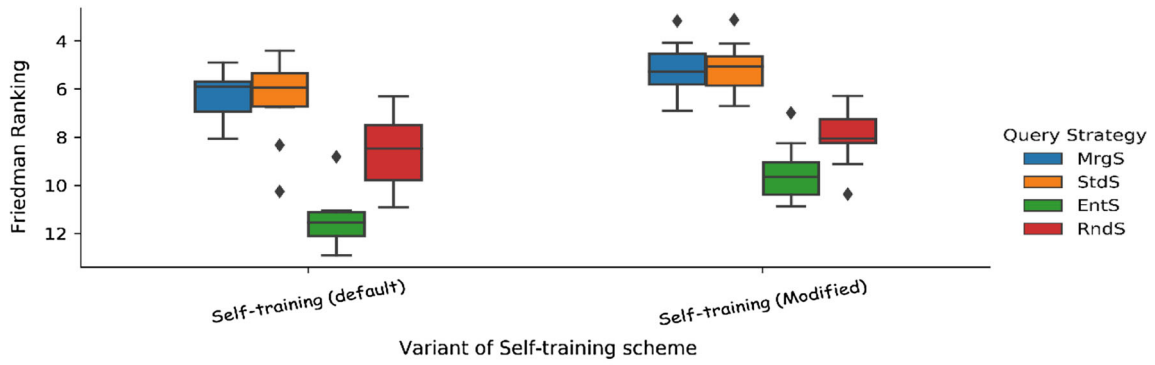 Friedman Ranking
4
6
8
10
12
Self-training (default)
Self-training (Modified)
Variant of Self-training scheme
Query Strategy
MrgS
StdS
EntS
RndS